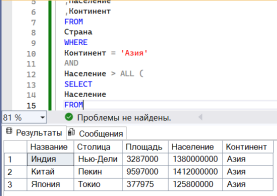 5 ,Население
6 ,Континент
7 FROM
8 Страна
9 WHERE
10 Континент = 'Азия'
11 AND
12 Население > ALL (
13 SELECT
14 Население
15 FROM
81 % Проблемы не найдены.
Результаты Сообщения
Название Столица Площадь Население Континент
1 Индия Нью-Дели 3287000 1380000000 Азия
2 Китай Пекин 9597000 1412000000 Азия
3 Япония Токио 377975 125800000 Азия